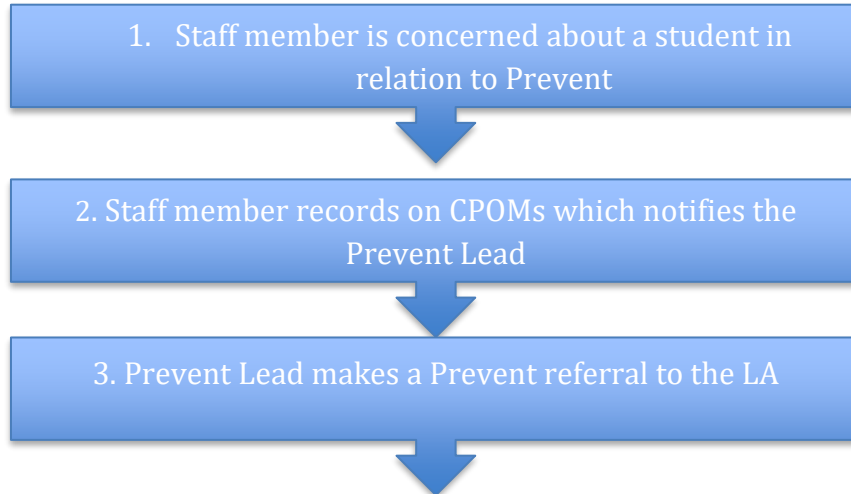 1. Staff member is concerned about a student in
relation to Prevent
2. Staff member records on CPOMs which notifies the
Prevent Lead
3. Prevent Lead makes a Prevent referral to the LA